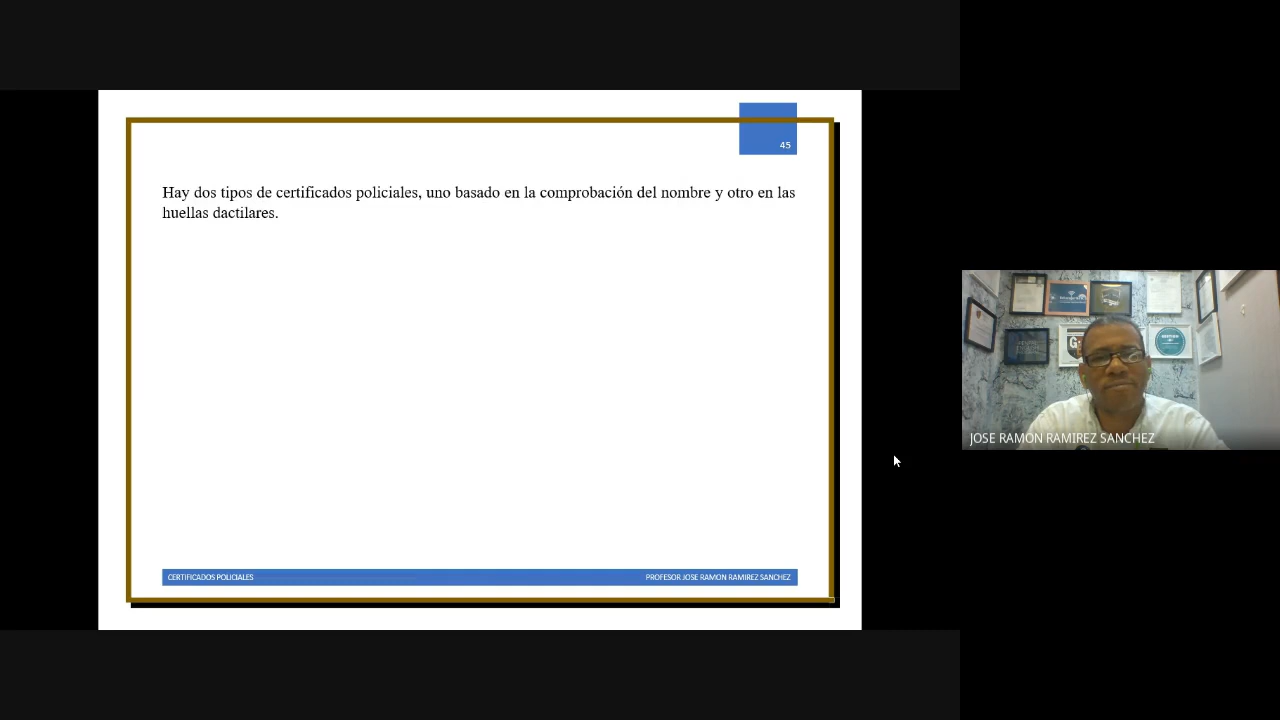 45
Hay dos tipos de certificados policiales, uno basado en la comprobación del nombre y otro en las
huellas dactilares.
JOSE RAMON RAMIREZ SANCHEZ
CERTIFICADOS POLICIALES
PROFESOR JOSE RAMON RAMIREZ SANCHEZ